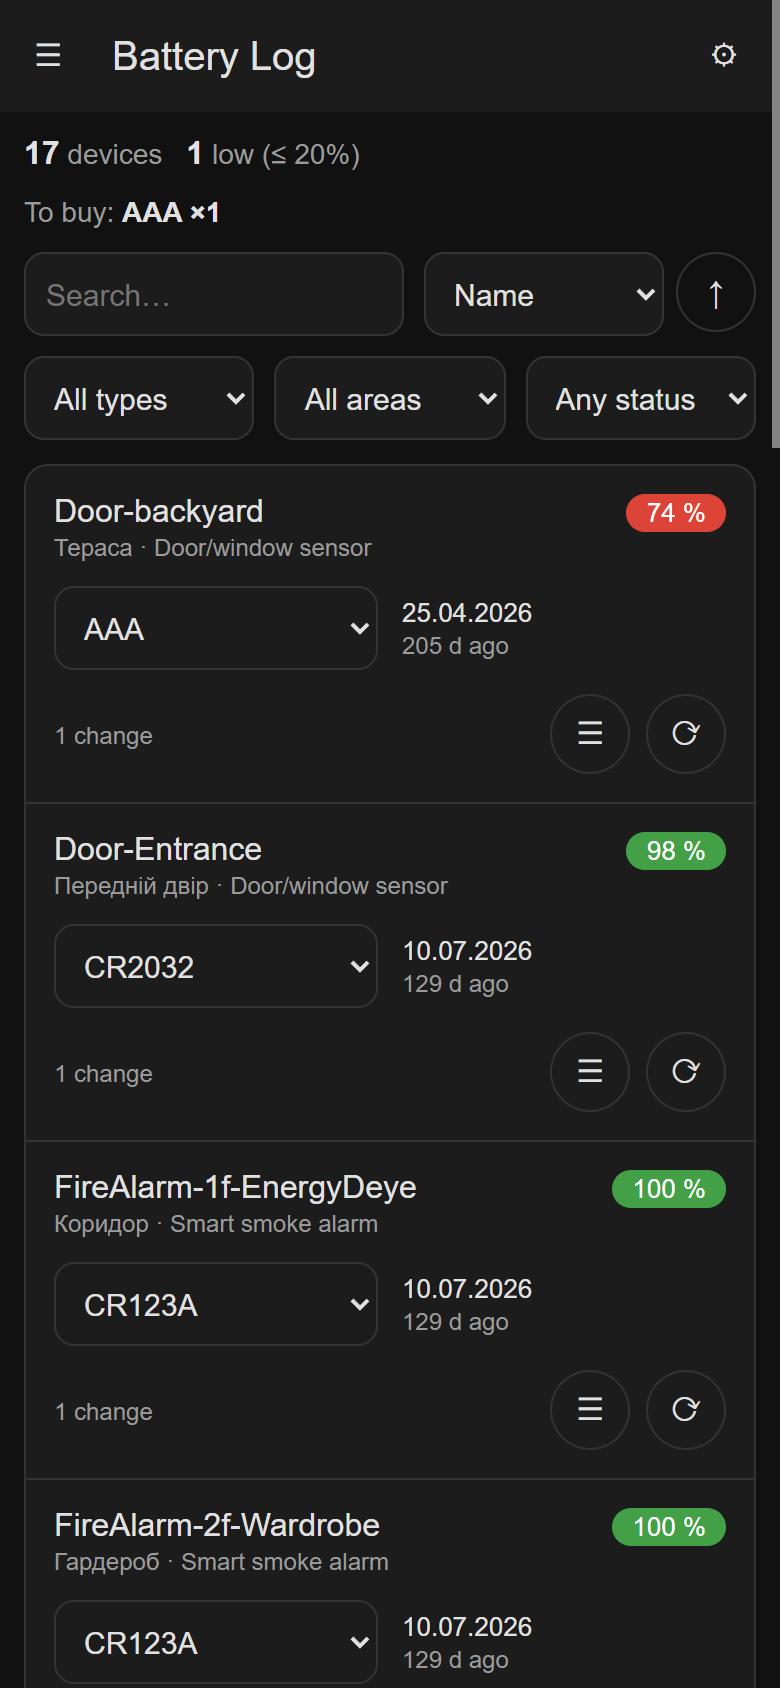 ☰ Battery Log ⚙
17 devices 1 low (≤ 20%)
To buy: AAA ×1
Search… Name ↑
All types All areas Any status
Door-backyard 74 %
Тераса · Door/window sensor
AAA 25.04.2026
205 d ago
1 change ☰ ⟳
Door-Entrance 98 %
Передній двір · Door/window sensor
CR2032 10.07.2026
129 d ago
1 change ☰ ⟳
FireAlarm-1f-EnergyDeye 100 %
Коридор · Smart smoke alarm
CR123A 10.07.2026
129 d ago
1 change ☰ ⟳
FireAlarm-2f-Wardrobe 100 %
Гардероб · Smart smoke alarm
CR123A 10.07.2026
129 d ago